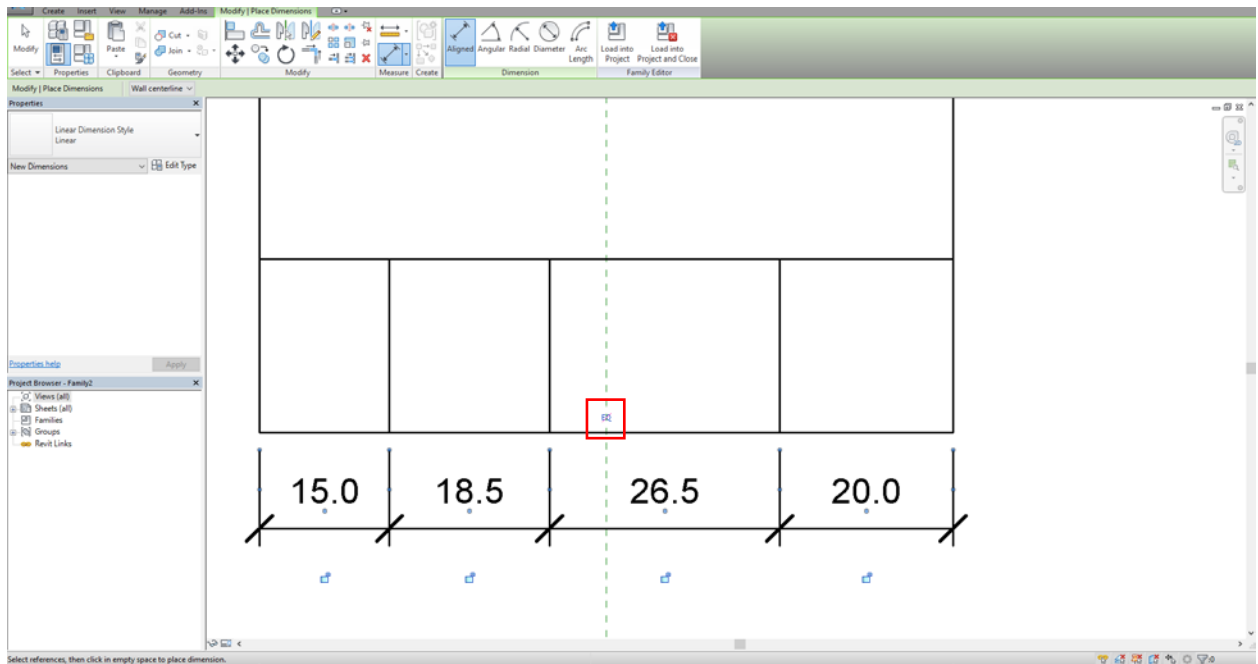 Create Insert View Manage Add-Ins Modify | Place Dimensions
Modify Paste Cut Join Aligned Angular Radial Diameter Arc Length Load into Project Load into Project and Close
Select Properties Clipboard Geometry Modify Measure Create Dimension Family Editor
Modify | Place Dimensions Wall centerline
Properties
Linear Dimension Style
Linear
New Dimensions Edit Type
Properties help Apply
Project Browser - Family2
Views (all)
Sheets (all)
Families
Groups
Revit Links
EQ
15.0 18.5 26.5 20.0
Select references, then click in empty space to place dimension.
:0